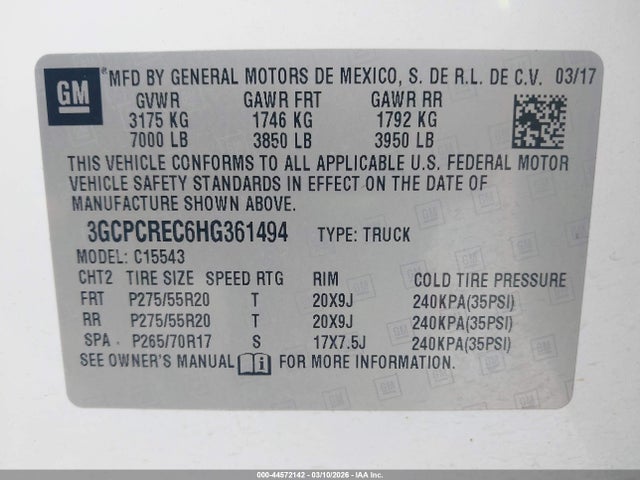 GM ® MFD BY GENERAL MOTORS DE MEXICO, S. DE R.L. DE C.V. 03/17
GVWR GAWR FRT GAWR RR
3175 KG 1746 KG 1792 KG
7000 LB 3850 LB 3950 LB
THIS VEHICLE CONFORMS TO ALL APPLICABLE U.S. FEDERAL MOTOR
VEHICLE SAFETY STANDARDS IN EFFECT ON THE DATE OF
MANUFACTURE SHOWN ABOVE.
3GCPCREC6HG361494 TYPE: TRUCK
MODEL: C15543
CHT2 TIRE SIZE SPEED RTG RIM COLD TIRE PRESSURE
FRT P275/55R20 T 20X9J 240KPA(35PSI)
RR P275/55R20 T 20X9J 240KPA(35PSI)
SPA P265/70R17 S 17X7.5J 240KPA(35PSI)
SEE OWNER'S MANUAL i FOR MORE INFORMATION.
000-44572142 - 03/10/2026 - IAA Inc.